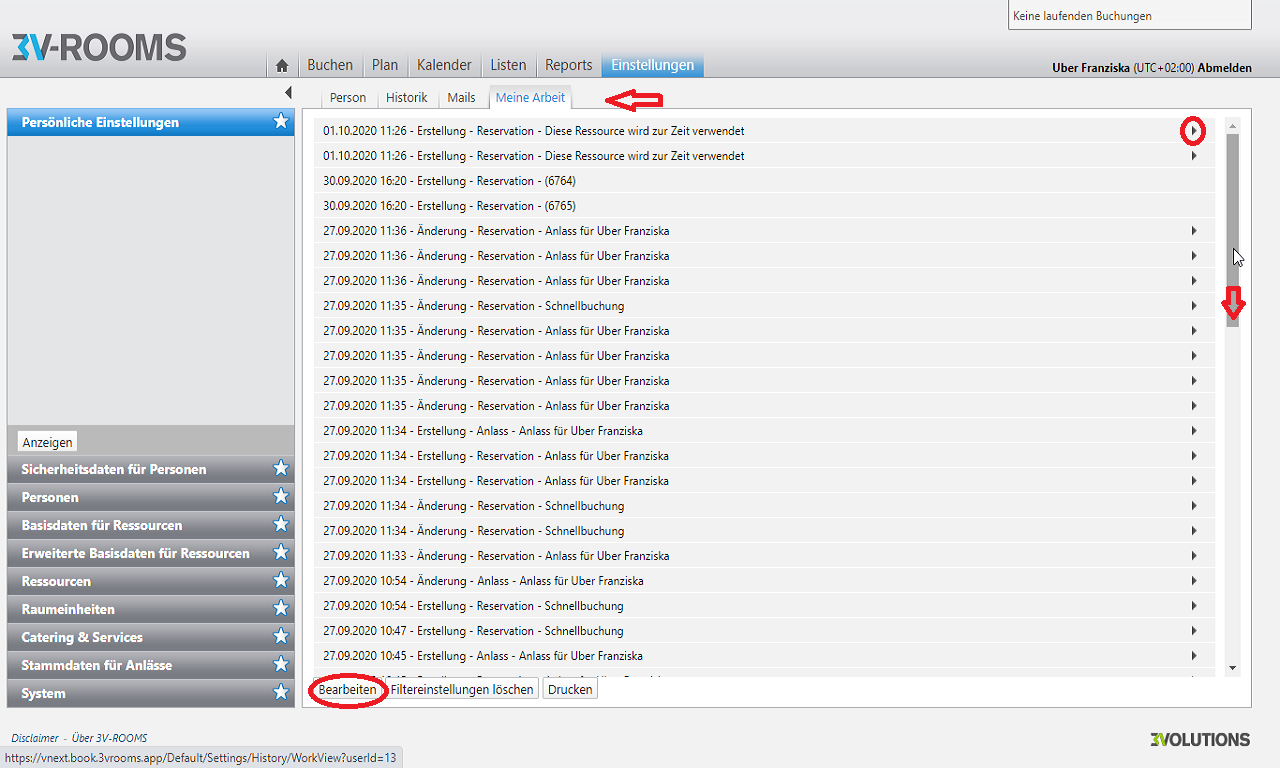 Keine laufenden Buchungen
3V-ROOMS
Buchen Plan Kalender Listen Reports Einstellungen
Uber Franziska (UTC+02:00) Abmelden
Person Historik Mails Meine Arbeit
Persönliche Einstellungen
Anzeigen
Sicherheitsdaten für Personen
Personen
Basisdaten für Ressourcen
Erweiterte Basisdaten für Ressourcen
Ressourcen
Raumeinheiten
Catering & Services
Stammdaten für Anlässe
System
01.10.2020 11:26 - Erstellung - Reservation - Diese Ressource wird zur Zeit verwendet
01.10.2020 11:26 - Erstellung - Reservation - Diese Ressource wird zur Zeit verwendet
30.09.2020 16:20 - Erstellung - Reservation - (6764)
30.09.2020 16:20 - Erstellung - Reservation - (6765)
27.09.2020 11:36 - Änderung - Reservation - Anlass für Uber Franziska
27.09.2020 11:36 - Änderung - Reservation - Anlass für Uber Franziska
27.09.2020 11:36 - Änderung - Reservation - Anlass für Uber Franziska
27.09.2020 11:35 - Änderung - Reservation - Schnellbuchung
27.09.2020 11:35 - Änderung - Reservation - Anlass für Uber Franziska
27.09.2020 11:35 - Änderung - Reservation - Anlass für Uber Franziska
27.09.2020 11:35 - Änderung - Reservation - Anlass für Uber Franziska
27.09.2020 11:35 - Änderung - Reservation - Anlass für Uber Franziska
27.09.2020 11:34 - Erstellung - Anlass - Anlass für Uber Franziska
27.09.2020 11:34 - Erstellung - Reservation - Anlass für Uber Franziska
27.09.2020 11:34 - Erstellung - Reservation - Anlass für Uber Franziska
27.09.2020 11:34 - Änderung - Reservation - Schnellbuchung
27.09.2020 11:34 - Änderung - Reservation - Schnellbuchung
27.09.2020 11:33 - Änderung - Reservation - Anlass für Uber Franziska
27.09.2020 10:54 - Änderung - Anlass - Anlass für Uber Franziska
27.09.2020 10:54 - Erstellung - Reservation - Schnellbuchung
27.09.2020 10:47 - Erstellung - Reservation - Schnellbuchung
27.09.2020 10:45 - Erstellung - Anlass - Anlass für Uber Franziska
Bearbeiten Filtereinstellungen löschen Drucken
Disclaimer - Über 3V-ROOMS
3VOLUTIONS
https://vnext.book.3vrooms.app/Default/Settings/History/WorkView?userId=13